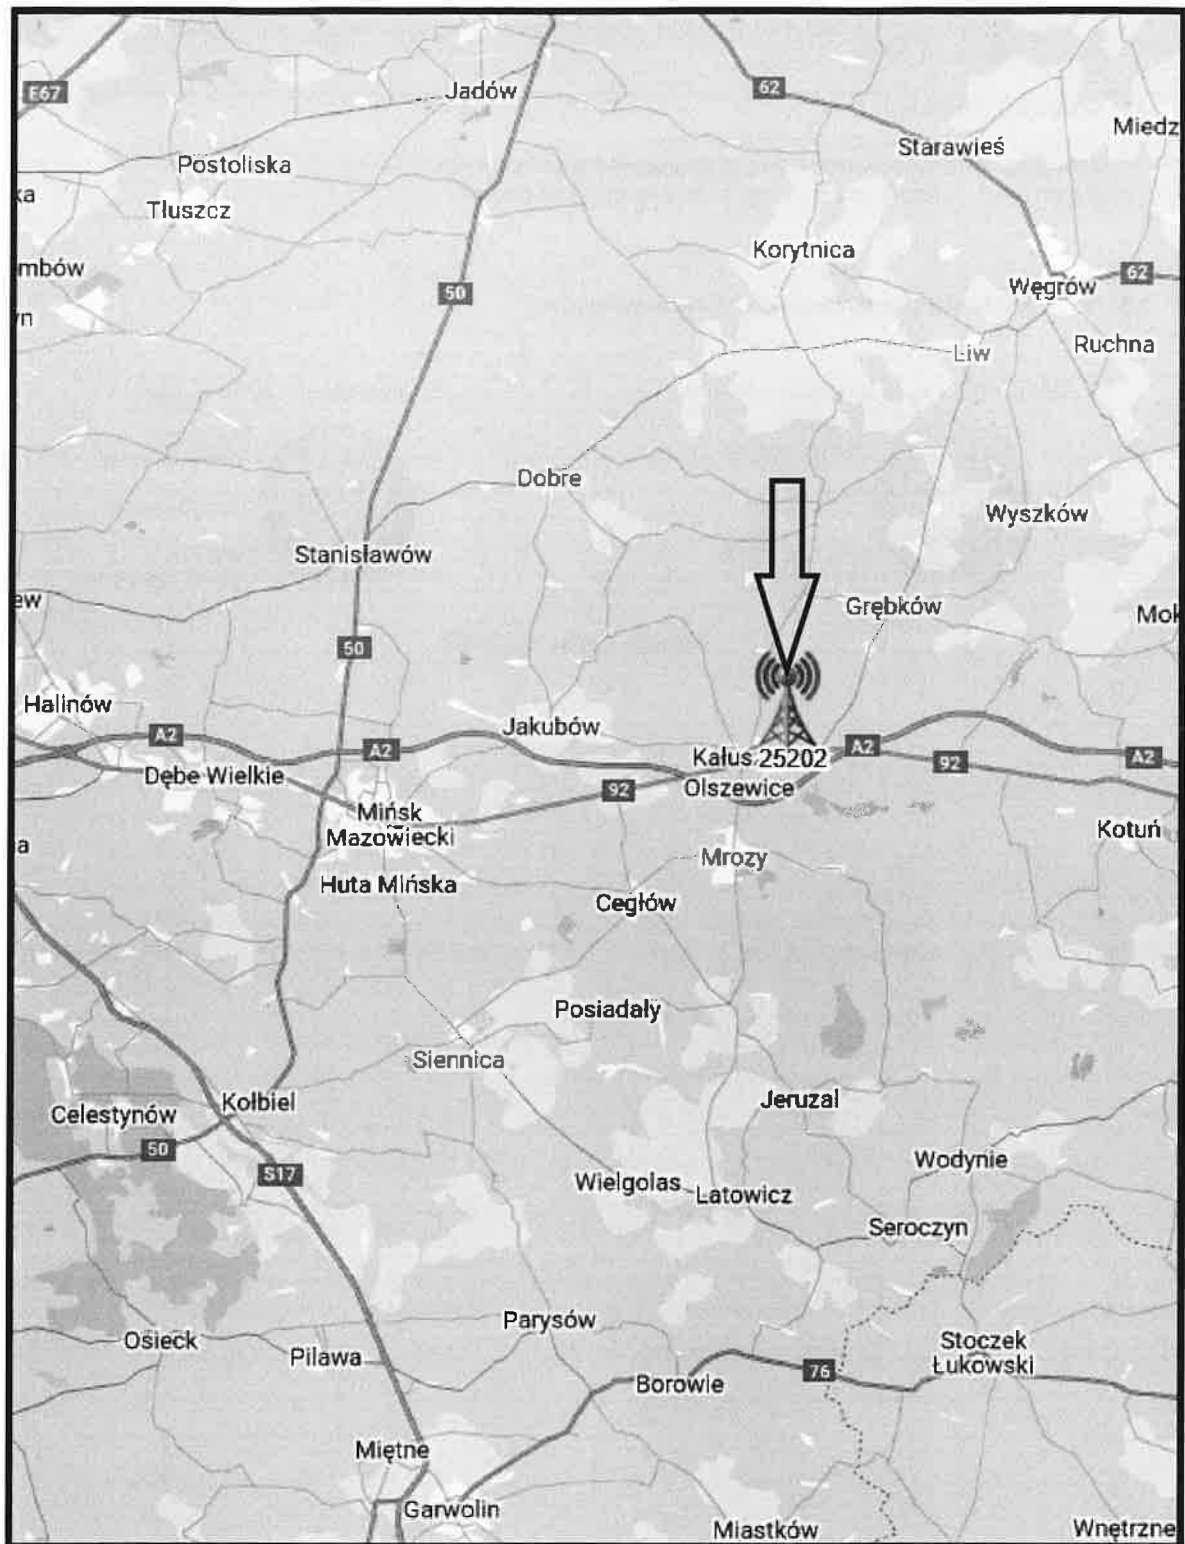 E67
Jadów
62
Miedz
Starawieś
Postoliska
ka
Tłuszcz
Korytnica
mbów
62
Węgrów
50
yn
Ruchna
Liw
Dobre
Wyszków
Stanisławów
ew
Grębków
Mok
50
Halinów
Jakubów
A2
A2
A2
A2
92
Kałus 25202
Dębe Wielkie
Olszewice
92
Mińsk
Mazowiecki
Kotuń
a
Mrozy
Huta Mińska
Cegłów
Posiadały
Siennica
Jeruzal
Kołbiel
Celestynów
50
Wodynie
S17
Wielgolas
Latowicz
Seroczyn
Parysów
Osieck
Stoczek
Łukowski
Pilawa
76
Borowie
Miętne
Garwolin
Miastków
Wnętrzne